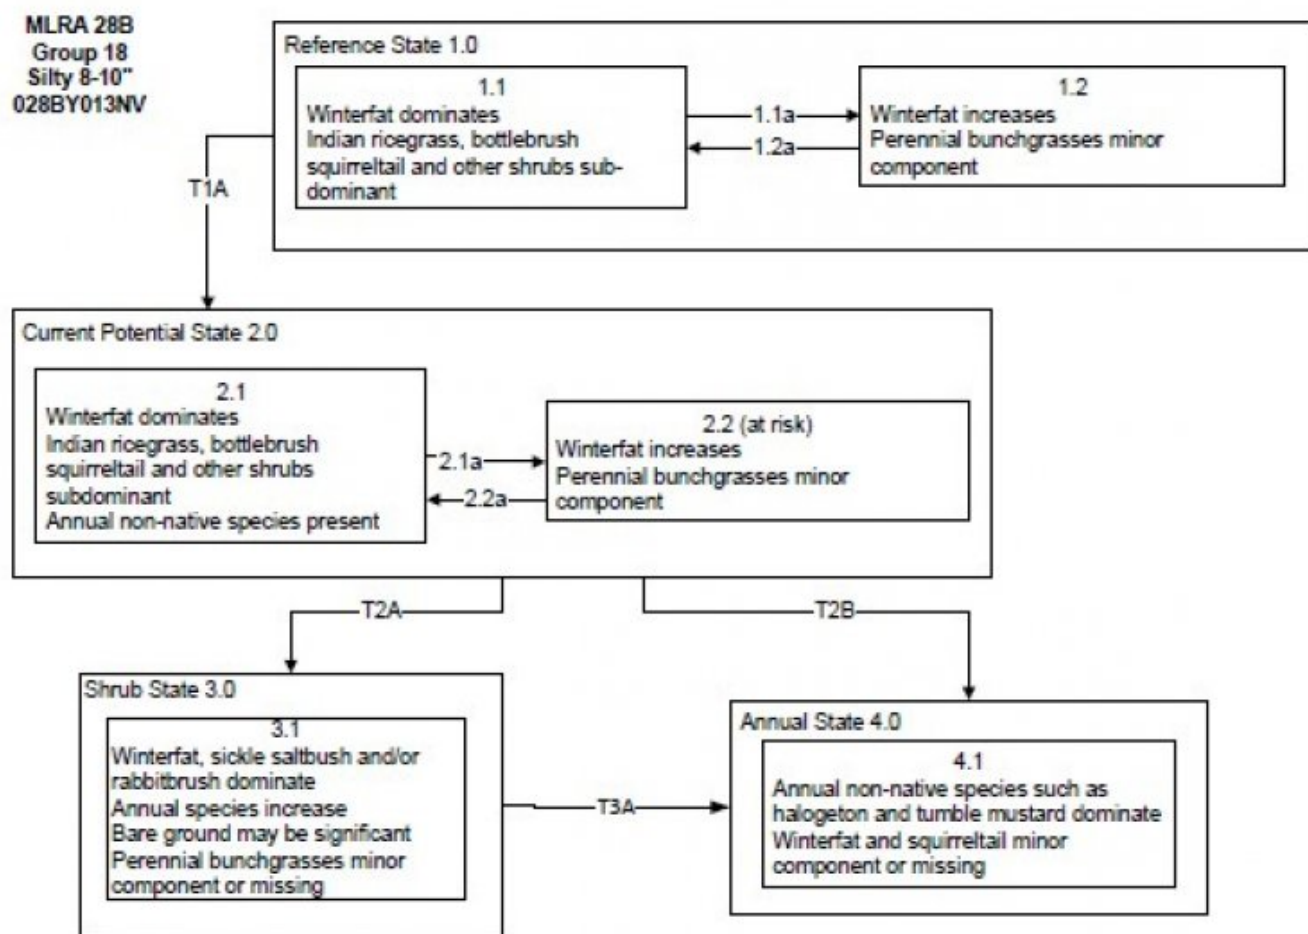 MLRA 28B
Group 18
Silty 8-10"
028BY013NV
Reference State 1.0
1.1
Winterfat dominates
Indian ricegrass, bottlebrush
squirreltail and other shrubs sub-
dominant
1.1a
1.2a
1.2
Winterfat increases
Perennial bunchgrasses minor
component
T1A
Current Potential State 2.0
2.1
Winterfat dominates
Indian ricegrass, bottlebrush
squirreltail and other shrubs
subdominant
Annual non-native species present
2.1a
2.2a
2.2 (at risk)
Winterfat increases
Perennial bunchgrasses minor
component
T2A
T2B
Shrub State 3.0
3.1
Winterfat, sickle saltbush and/or
rabbitbrush dominate
Annual species increase
Bare ground may be significant
Perennial bunchgrasses minor
component or missing
T3A
Annual State 4.0
4.1
Annual non-native species such as
halogeton and tumble mustard dominate
Winterfat and squirreltail minor
component or missing